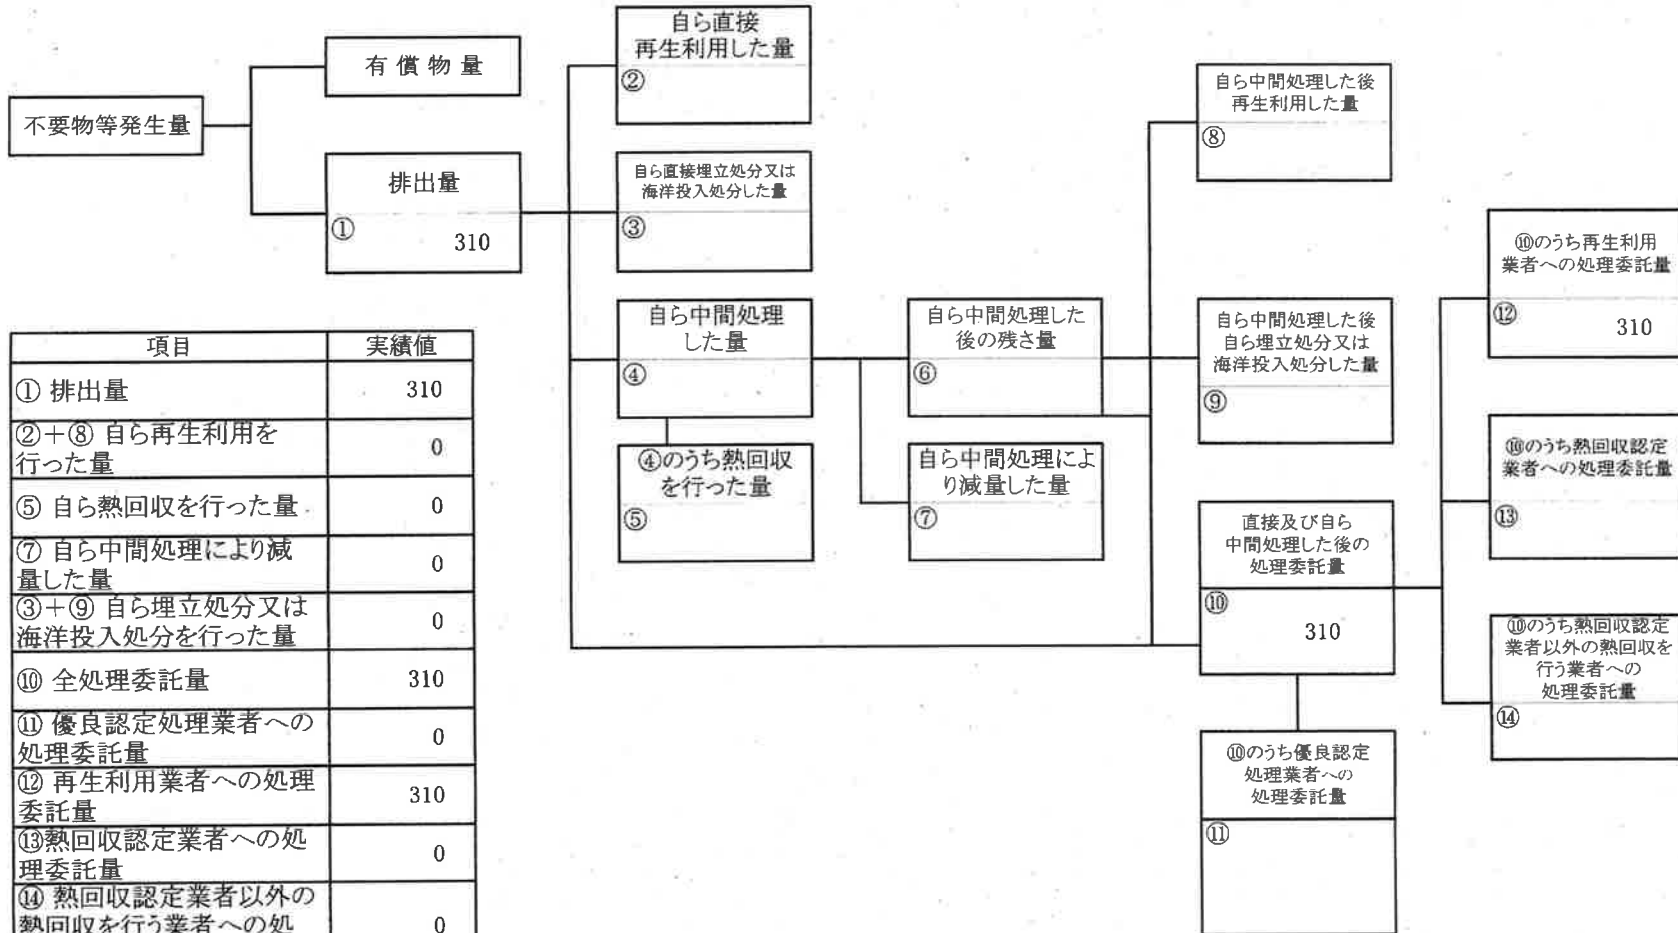 不要物等発生量
有償物量
排出量
①
310
自ら直接
再生利用した量
②
自ら直接埋立処分又は
海洋投入処分した量
③
自ら中間処理
した量
④
④のうち熱回収
を行った量
⑤
自ら中間処理した
後の残さ量
⑥
自ら中間処理によ
り減量した量
⑦
自ら中間処理した後
再生利用した量
⑧
自ら中間処理した後
自ら埋立処分又は
海洋投入処分した量
⑨
直接及び自ら
中間処理した後の
処理委託量
⑩
310
⑩のうち優良認定
処理業者への
処理委託量
⑪
⑩のうち再生利用
業者への処理委託量
⑫
310
⑩のうち熱回収認定
業者への処理委託量
⑬
⑩のうち熱回収認定
業者以外の熱回収を
行う業者への
処理委託量
⑭
項目 実績値
① 排出量 310
②+⑧ 自ら再生利用を
行った量 0
⑤ 自ら熱回収を行った量 0
⑦ 自ら中間処理により減
量した量 0
③+⑨ 自ら埋立処分又は
海洋投入処分を行った量 0
⑩ 全処理委託量 310
⑪ 優良認定処理業者への
処理委託量 0
⑫ 再生利用業者への処理
委託量 310
⑬熱回収認定業者への処
理委託量 0
⑭ 熱回収認定業者以外の
熱回収を行う業者への処 0